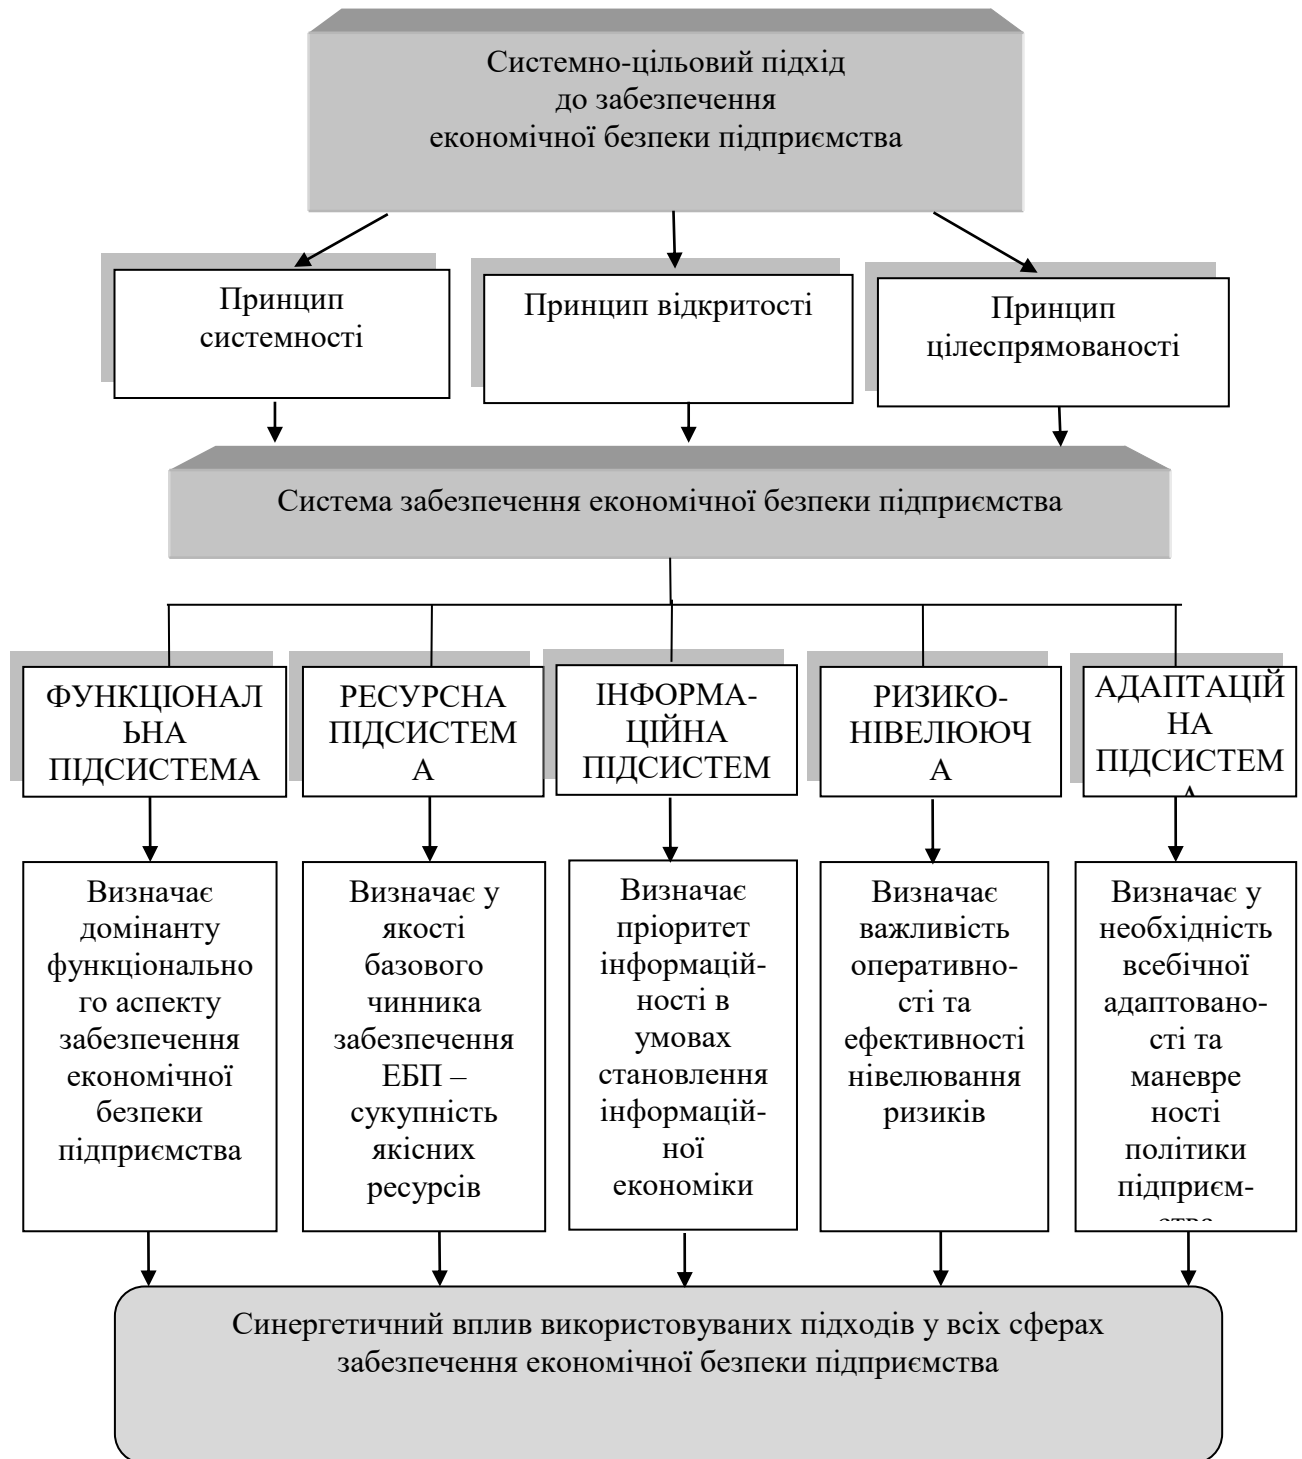 Системно-цільовий підхід
до забезпечення
економічної безпеки підприємства
Принцип
системності
Принцип відкритості
Принцип
цілеспрямованості
Система забезпечення економічної безпеки підприємства
ФУНКЦІОНАЛ
ЬНА
ПІДСИСТЕМА
РЕСУРСНА
ПІДСИСТЕМ
А
ІНФОРМА-
ЦІЙНА
ПІДСИСТЕМ
РИЗИКО-
НІВЕЛЮЮЧ
А
АДАПТАЦІЙ
НА
ПІДСИСТЕМ
А
Визначає
домінанту
функціонально
го аспекту
забезпечення
економічної
безпеки
підприємства
Визначає у
якості
базового
чинника
забезпечення
ЕБП –
сукупність
якісних
ресурсів
Визначає
пріоритет
інформацій-
ності в
умовах
становлення
інформацій-
ної
економіки
Визначає
важливість
оперативно-
сті та
ефективності
нівелювання
ризиків
Визначає у
необхідність
всебічної
адаптовано-
сті та
маневре
ності
політики
підприєм-
ства
Синергетичний вплив використовуваних підходів у всіх сферах
забезпечення економічної безпеки підприємства